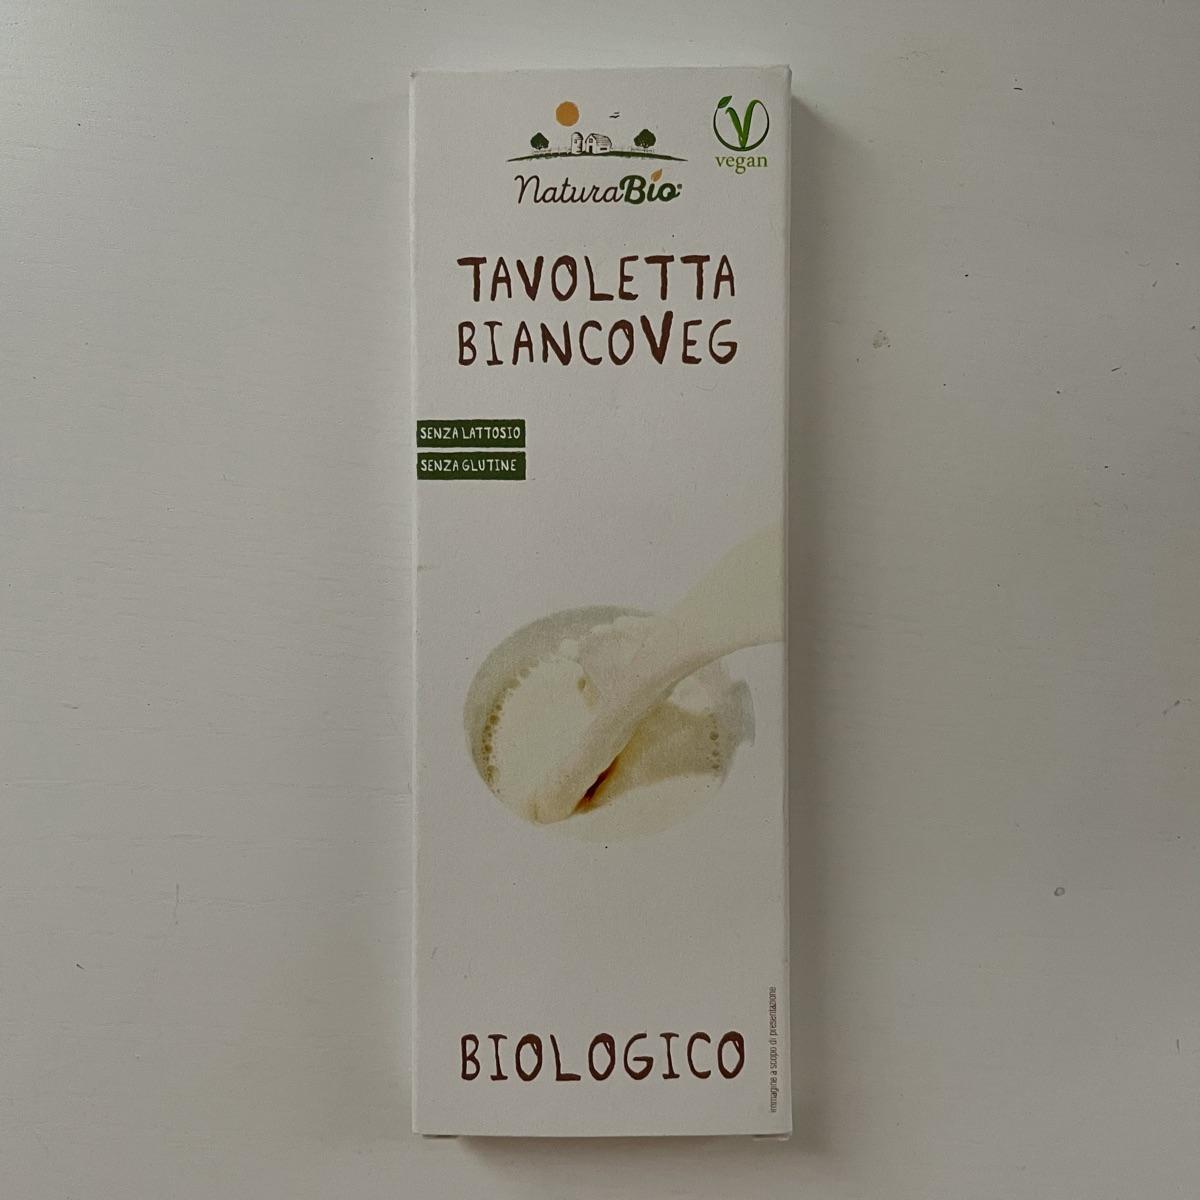 vegan
NaturaBio
TAVOLETTA
BIANCOVEG
SENZA LATTOSIO
SENZA GLUTINE
BIOLOGICO
immagine a scopo di presentazione